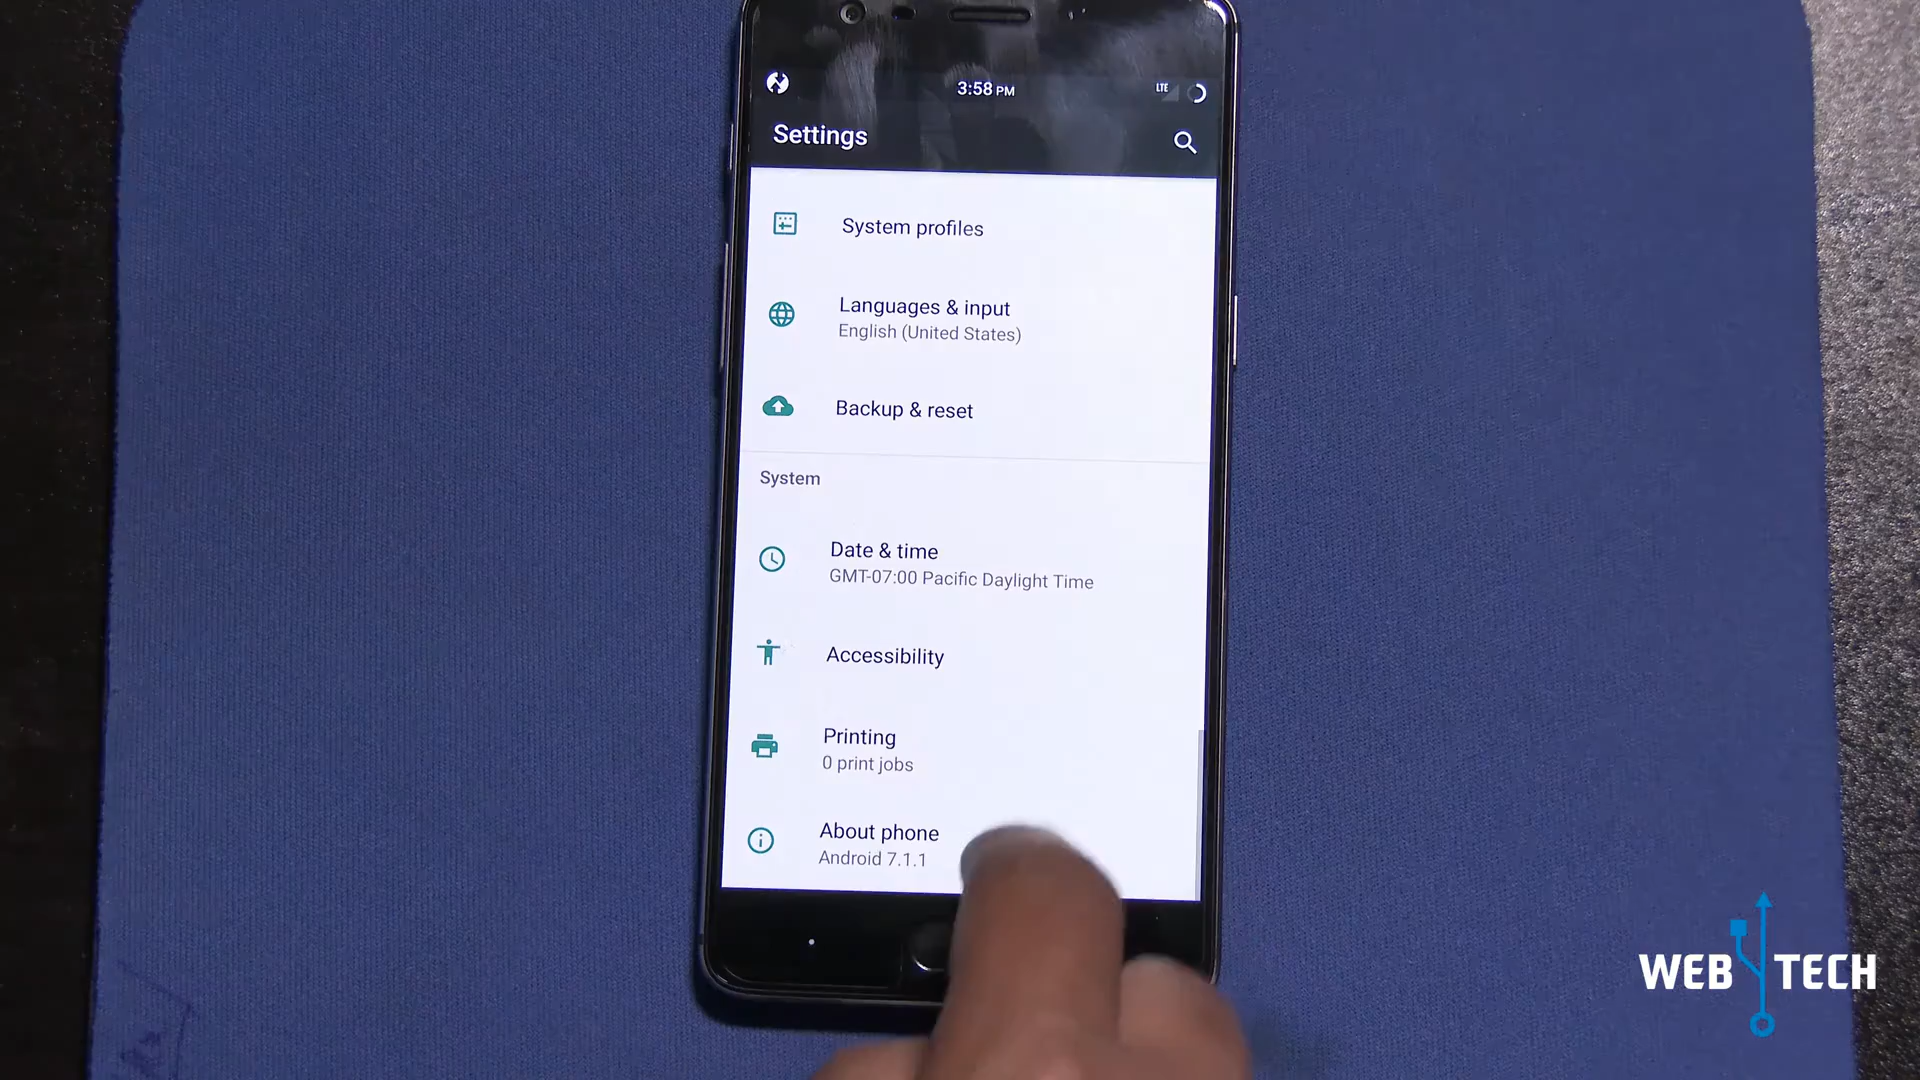 3:58 PM
LTE
Settings
System profiles
Languages & input
English (United States)
Backup & reset
System
Date & time
GMT-07:00 Pacific Daylight Time
Accessibility
Printing
0 print jobs
About phone
Android 7.1.1
WEB TECH